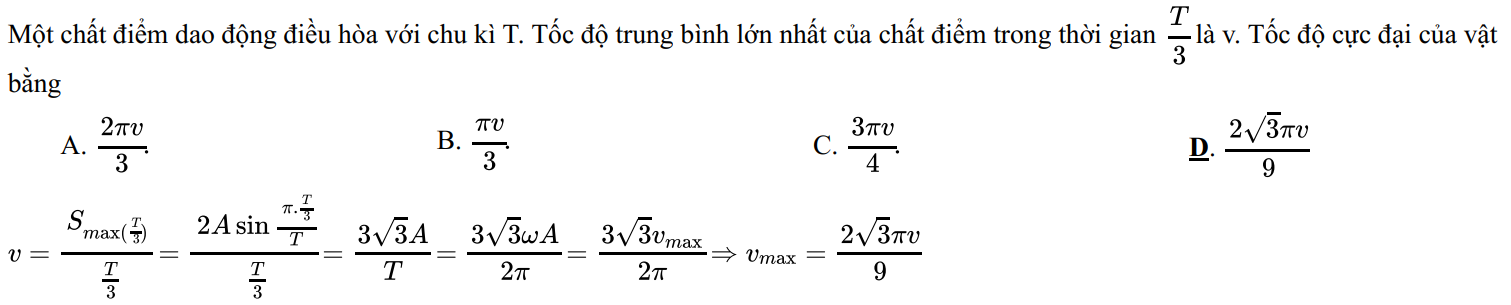 Một chất điểm dao động điều hòa với chu kì T. Tốc độ trung bình lớn nhất của chất điểm trong thời gian $\frac{T}{3}$ là v. Tốc độ cực đại của vật
bằng
A. $\frac{2\pi v}{3}$. B. $\frac{\pi v}{3}$. C. $\frac{3\pi v}{4}$. D. $\frac{2\sqrt{3}\pi v}{9}$
$v = \frac{S_{max(\frac{T}{3})}}{\frac{T}{3}} = \frac{2A\sin\frac{\pi.\frac{T}{3}}{T}}{\frac{T}{3}} = \frac{3\sqrt{3}A}{T} = \frac{3\sqrt{3}\omega A}{2\pi} = \frac{3\sqrt{3}v_{max}}{2\pi} \Rightarrow v_{max} = \frac{2\sqrt{3}\pi v}{9}$